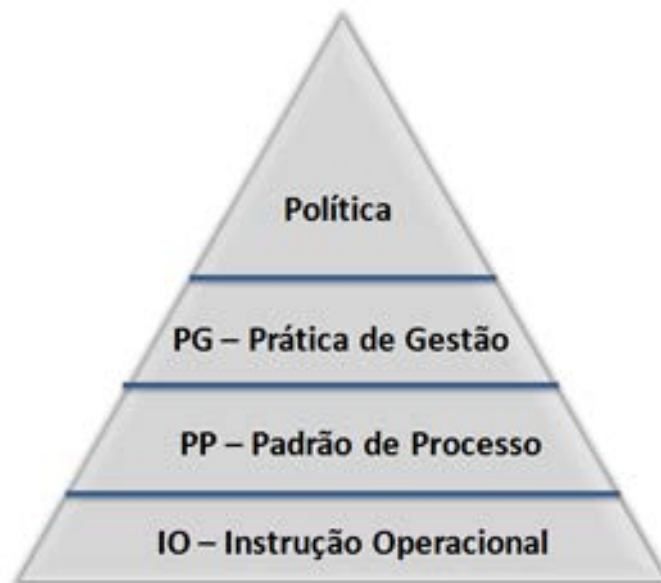 Política
PG – Prática de Gestão
PP – Padrão de Processo
IO – Instrução Operacional